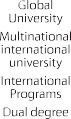 Global
University
Multinational
international
university
International
Programs
Dual degree